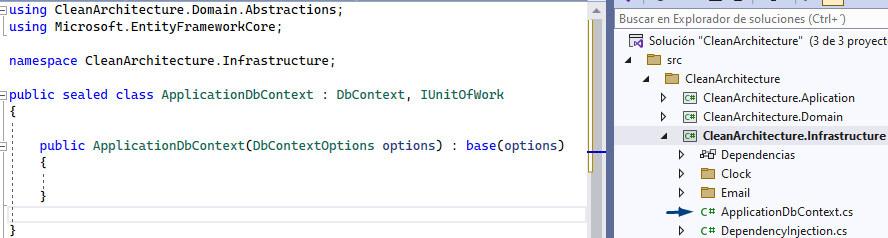 using CleanArchitecture.Domain.Abstractions;
using Microsoft.EntityFrameworkCore;
namespace CleanArchitecture.Infrastructure;
public sealed class ApplicationDbContext : DbContext, IUnitOfWork
{
public ApplicationDbContext(DbContextOptions options) : base(options)
{
}
}
Buscar en Explorador de soluciones (Ctrl+´)
Solución "CleanArchitecture" (3 de 3 proyecto
src
CleanArchitecture
C# CleanArchitecture.Aplication
C# CleanArchitecture.Domain
C# CleanArchitecture.Infrastructure
Dependencias
Clock
Email
C# ApplicationDbContext.cs
C# DependencyInjection.cs